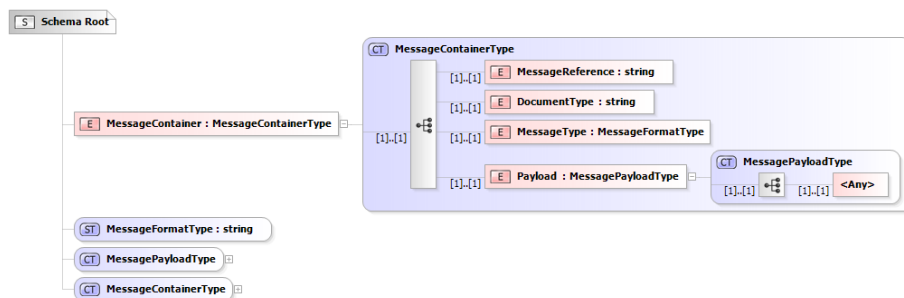 S Schema Root
CT MessageContainerType
E MessageReference : string
[1]..[1]
E DocumentType : string
[1]..[1]
E MessageContainer : MessageContainerType
[1]..[1]
E MessageType : MessageFormatType
[1]..[1]
CT MessagePayloadType
E Payload : MessagePayloadType
[1]..[1]
[1]..[1]
[1]..[1]
<Any>
ST MessageFormatType : string
CT MessagePayloadType
CT MessageContainerType